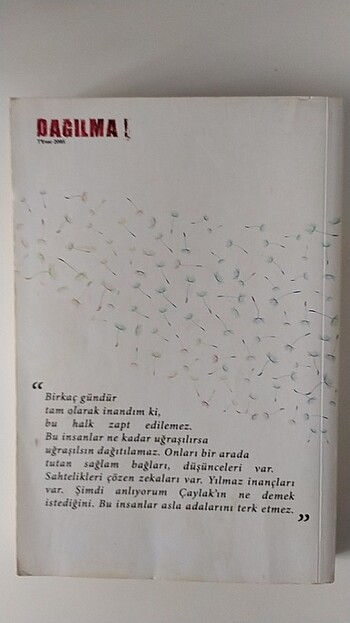 DAĞILMA !
“
Birkaç gündür
tam olarak inandım ki,
bu halk zapt edilemez.
Bu insanlar ne kadar uğraşılırsa
uğraşılsın dağıtılamaz. Onları bir arada
tutan sağlam bağları, düşünceleri var.
Sahtelikleri çözen zekaları var. Yılmaz inançları
var. Şimdi anlıyorum Çaylak'ın ne demek
istediğini. Bu insanlar asla adalarını terk etmez.
”